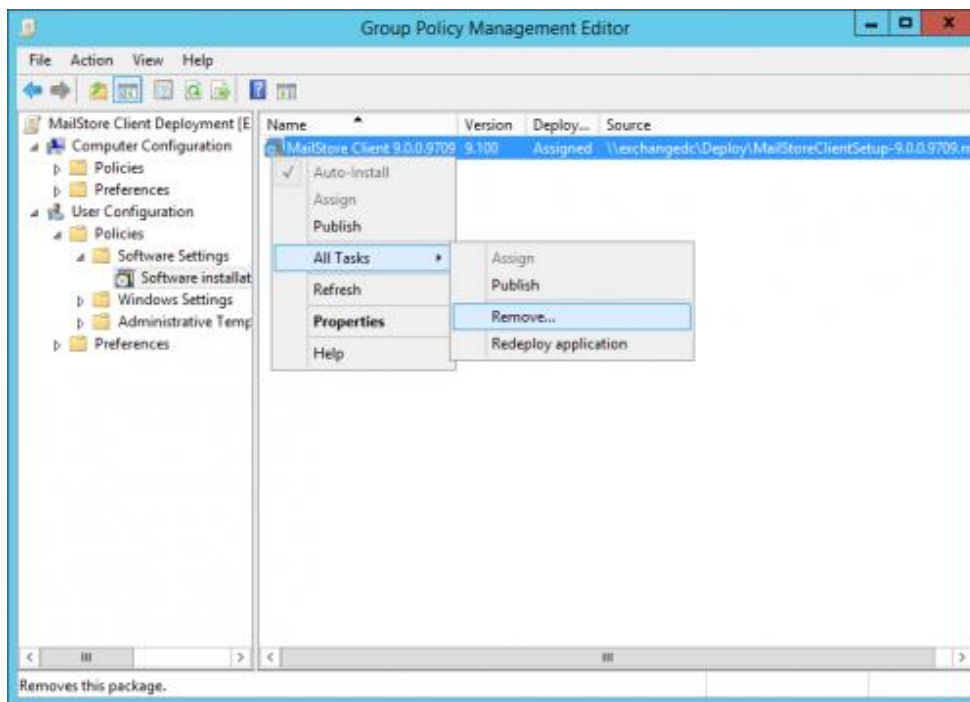 Group Policy Management Editor
File Action View Help
MailStore Client Deployment [E
Computer Configuration
Policies
Preferences
User Configuration
Policies
Software Settings
Software installat
Windows Settings
Administrative Temp
Preferences
Name Version Deploy... Source
MailStore Client 9.0.0.9709 9.100 Assigned \\exchangedc\Deploy\MailStoreClientSetup-9.0.0.9709.m
Auto-Install
Assign
Publish
All Tasks
Refresh
Properties
Help
Assign
Publish
Remove...
Redeploy application
Removes this package.